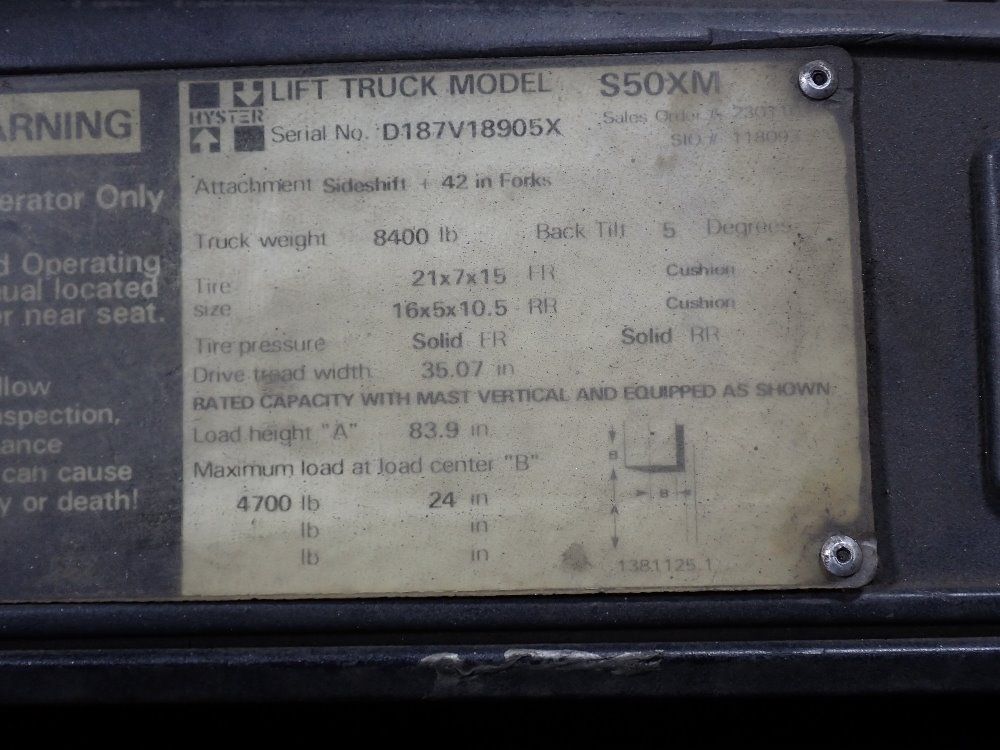 ARNING
erator Only
d Operating
ual located
or near seat.
llow
spection,
ance
can cause
y or death!
HYSTER
LIFT TRUCK MODEL S50XM
Serial No. D187V18905X
Sales Order #
SIO #
Attachment Sideshift + 42 in Forks
Truck weight 8400 lb Back Tilt 5 Degrees
Tire 21x7x15 FR Cushion
size 16x5x10.5 RR Cushion
Tire pressure Solid FR Solid RR
Drive tread width 35.07 in
RATED CAPACITY WITH MAST VERTICAL AND EQUIPPED AS SHOWN
Load height "A" 83.9 in
Maximum load at load center "B"
4700 lb 24 in
lb in
lb in
B
B
A
1381125.1